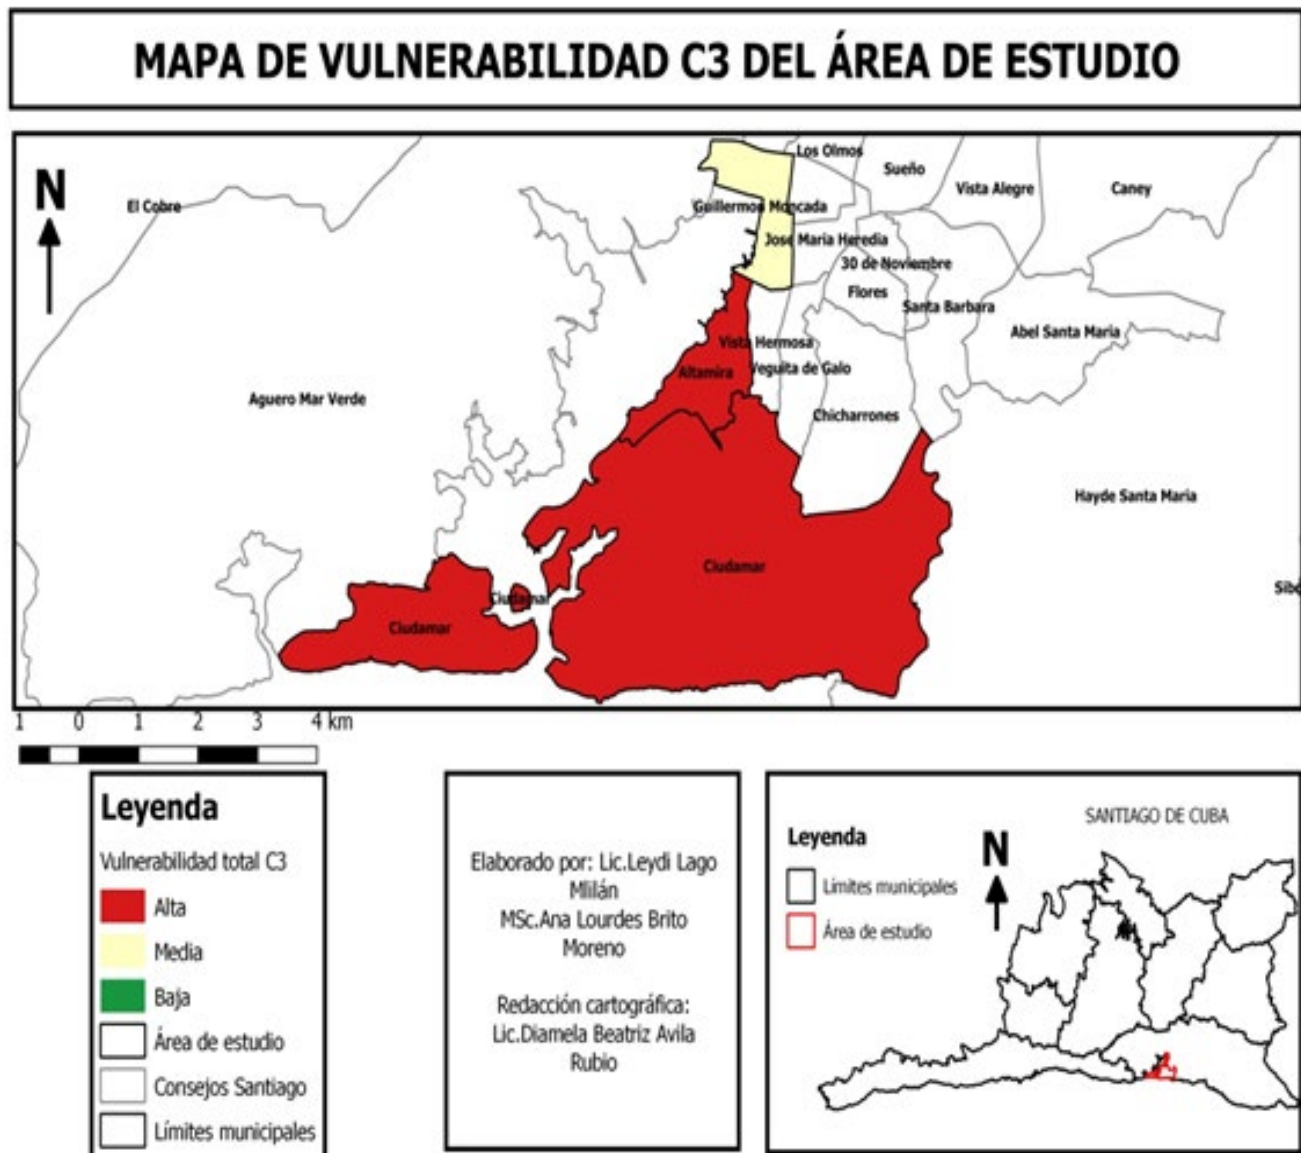 MAPA DE VULNERABILIDAD C3 DEL ÁREA DE ESTUDIO
N
Los Olmos
Sueño
Vista Alegre
Caney
El Cobre
Guillermon Moncada
Jose Maria Heredia
30 de Noviembre
Flores
Santa Barbara
Abel Santa Maria
Vista Hermosa
Altamira
Veguita de Galo
Aguero Mar Verde
Chicharrones
Hayde Santa Maria
Ciudamar
Sibo
Ciudamar
Ciudamar
1 0 1 2 3 4 km
Leyenda
Vulnerabilidad total C3
Alta
Media
Baja
Área de estudio
Consejos Santiago
Límites municipales
Elaborado por: Lic.Leydi Lago
Mlilán
MSc.Ana Lourdes Brito
Moreno
Redacción cartográfica:
Lic.Diamela Beatriz Avila
Rubio
SANTIAGO DE CUBA
Leyenda
N
Límites municipales
Área de estudio